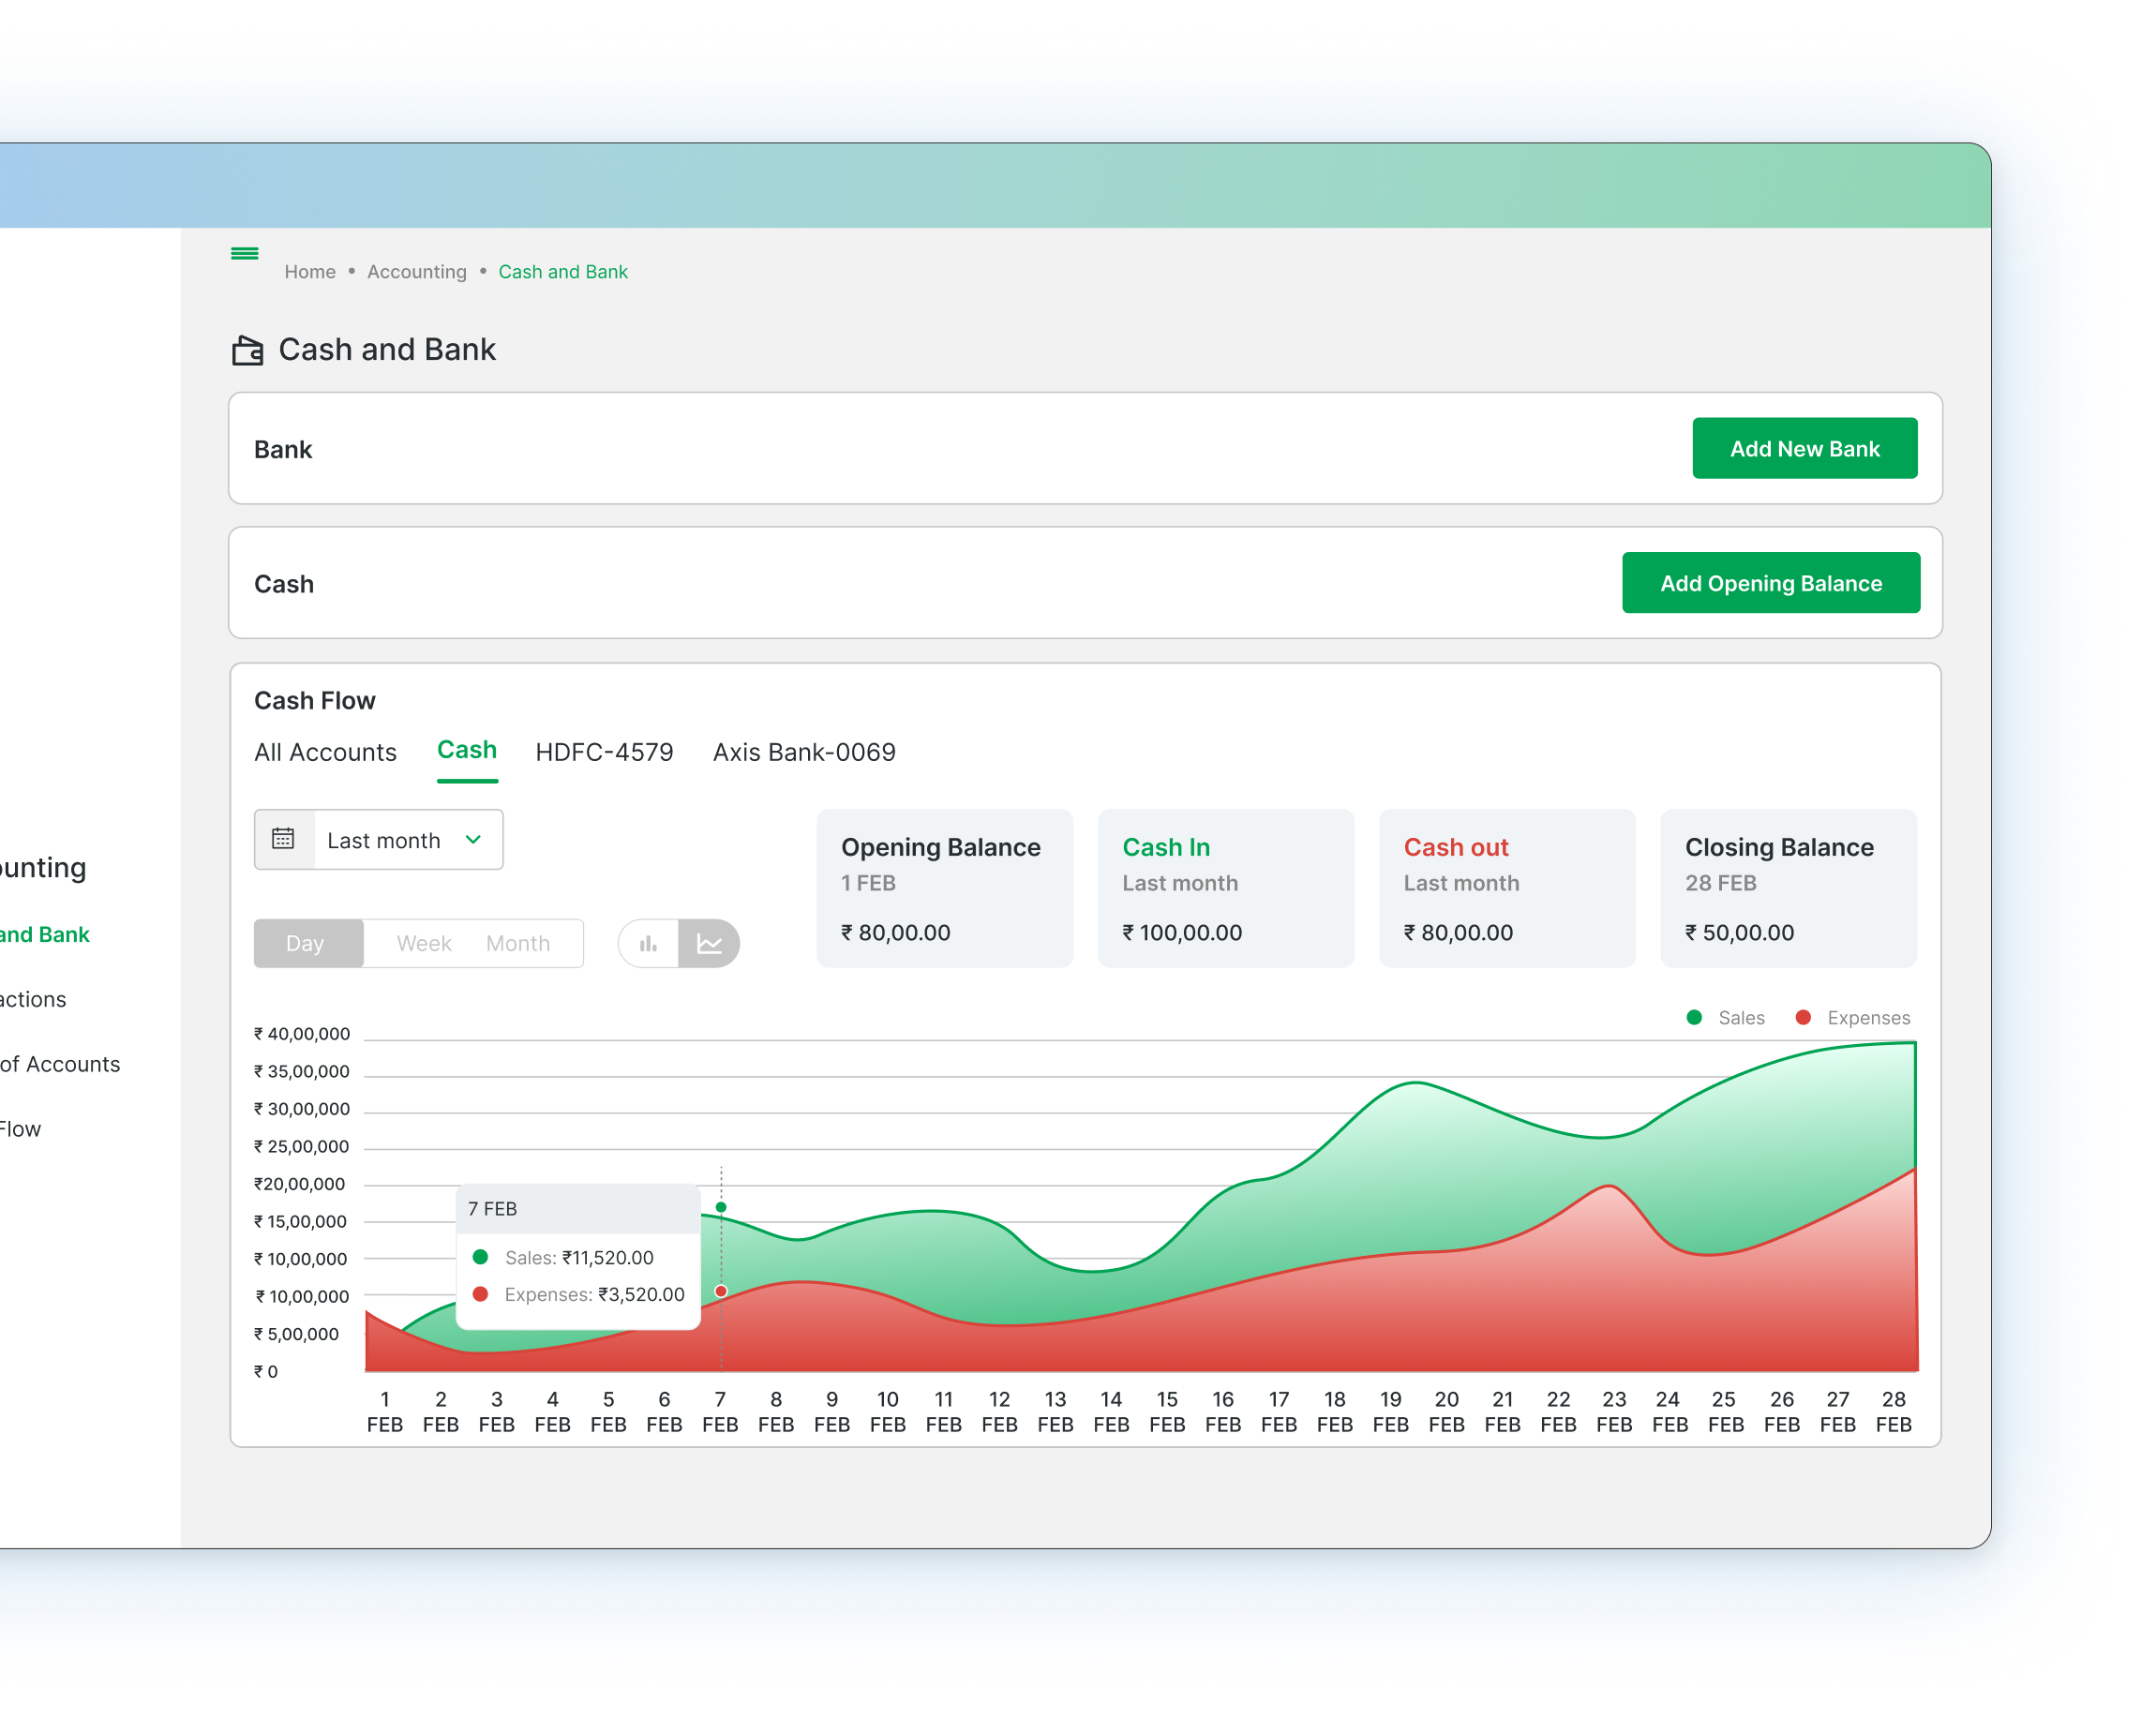 Home • Accounting • Cash and Bank
Cash and Bank
Bank
Add New Bank
Cash
Add Opening Balance
Cash Flow
All Accounts Cash HDFC-4579 Axis Bank-0069
Last month
Day Week Month
Opening Balance
1 FEB
₹ 80,00.00
Cash In
Last month
₹ 100,00.00
Cash out
Last month
₹ 80,00.00
Closing Balance
28 FEB
₹ 50,00.00
Sales Expenses
₹ 40,00,000
₹ 35,00,000
₹ 30,00,000
₹ 25,00,000
₹20,00,000
₹ 15,00,000
₹ 10,00,000
₹ 10,00,000
₹ 5,00,000
₹ 0
7 FEB
Sales: ₹11,520.00
Expenses: ₹3,520.00
1 2 3 4 5 6 7 8 9 10 11 12 13 14 15 16 17 18 19 20 21 22 23 24 25 26 27 28
FEB FEB FEB FEB FEB FEB FEB FEB FEB FEB FEB FEB FEB FEB FEB FEB FEB FEB FEB FEB FEB FEB FEB FEB FEB FEB FEB FEB
ounting
and Bank
actions
of Accounts
Flow